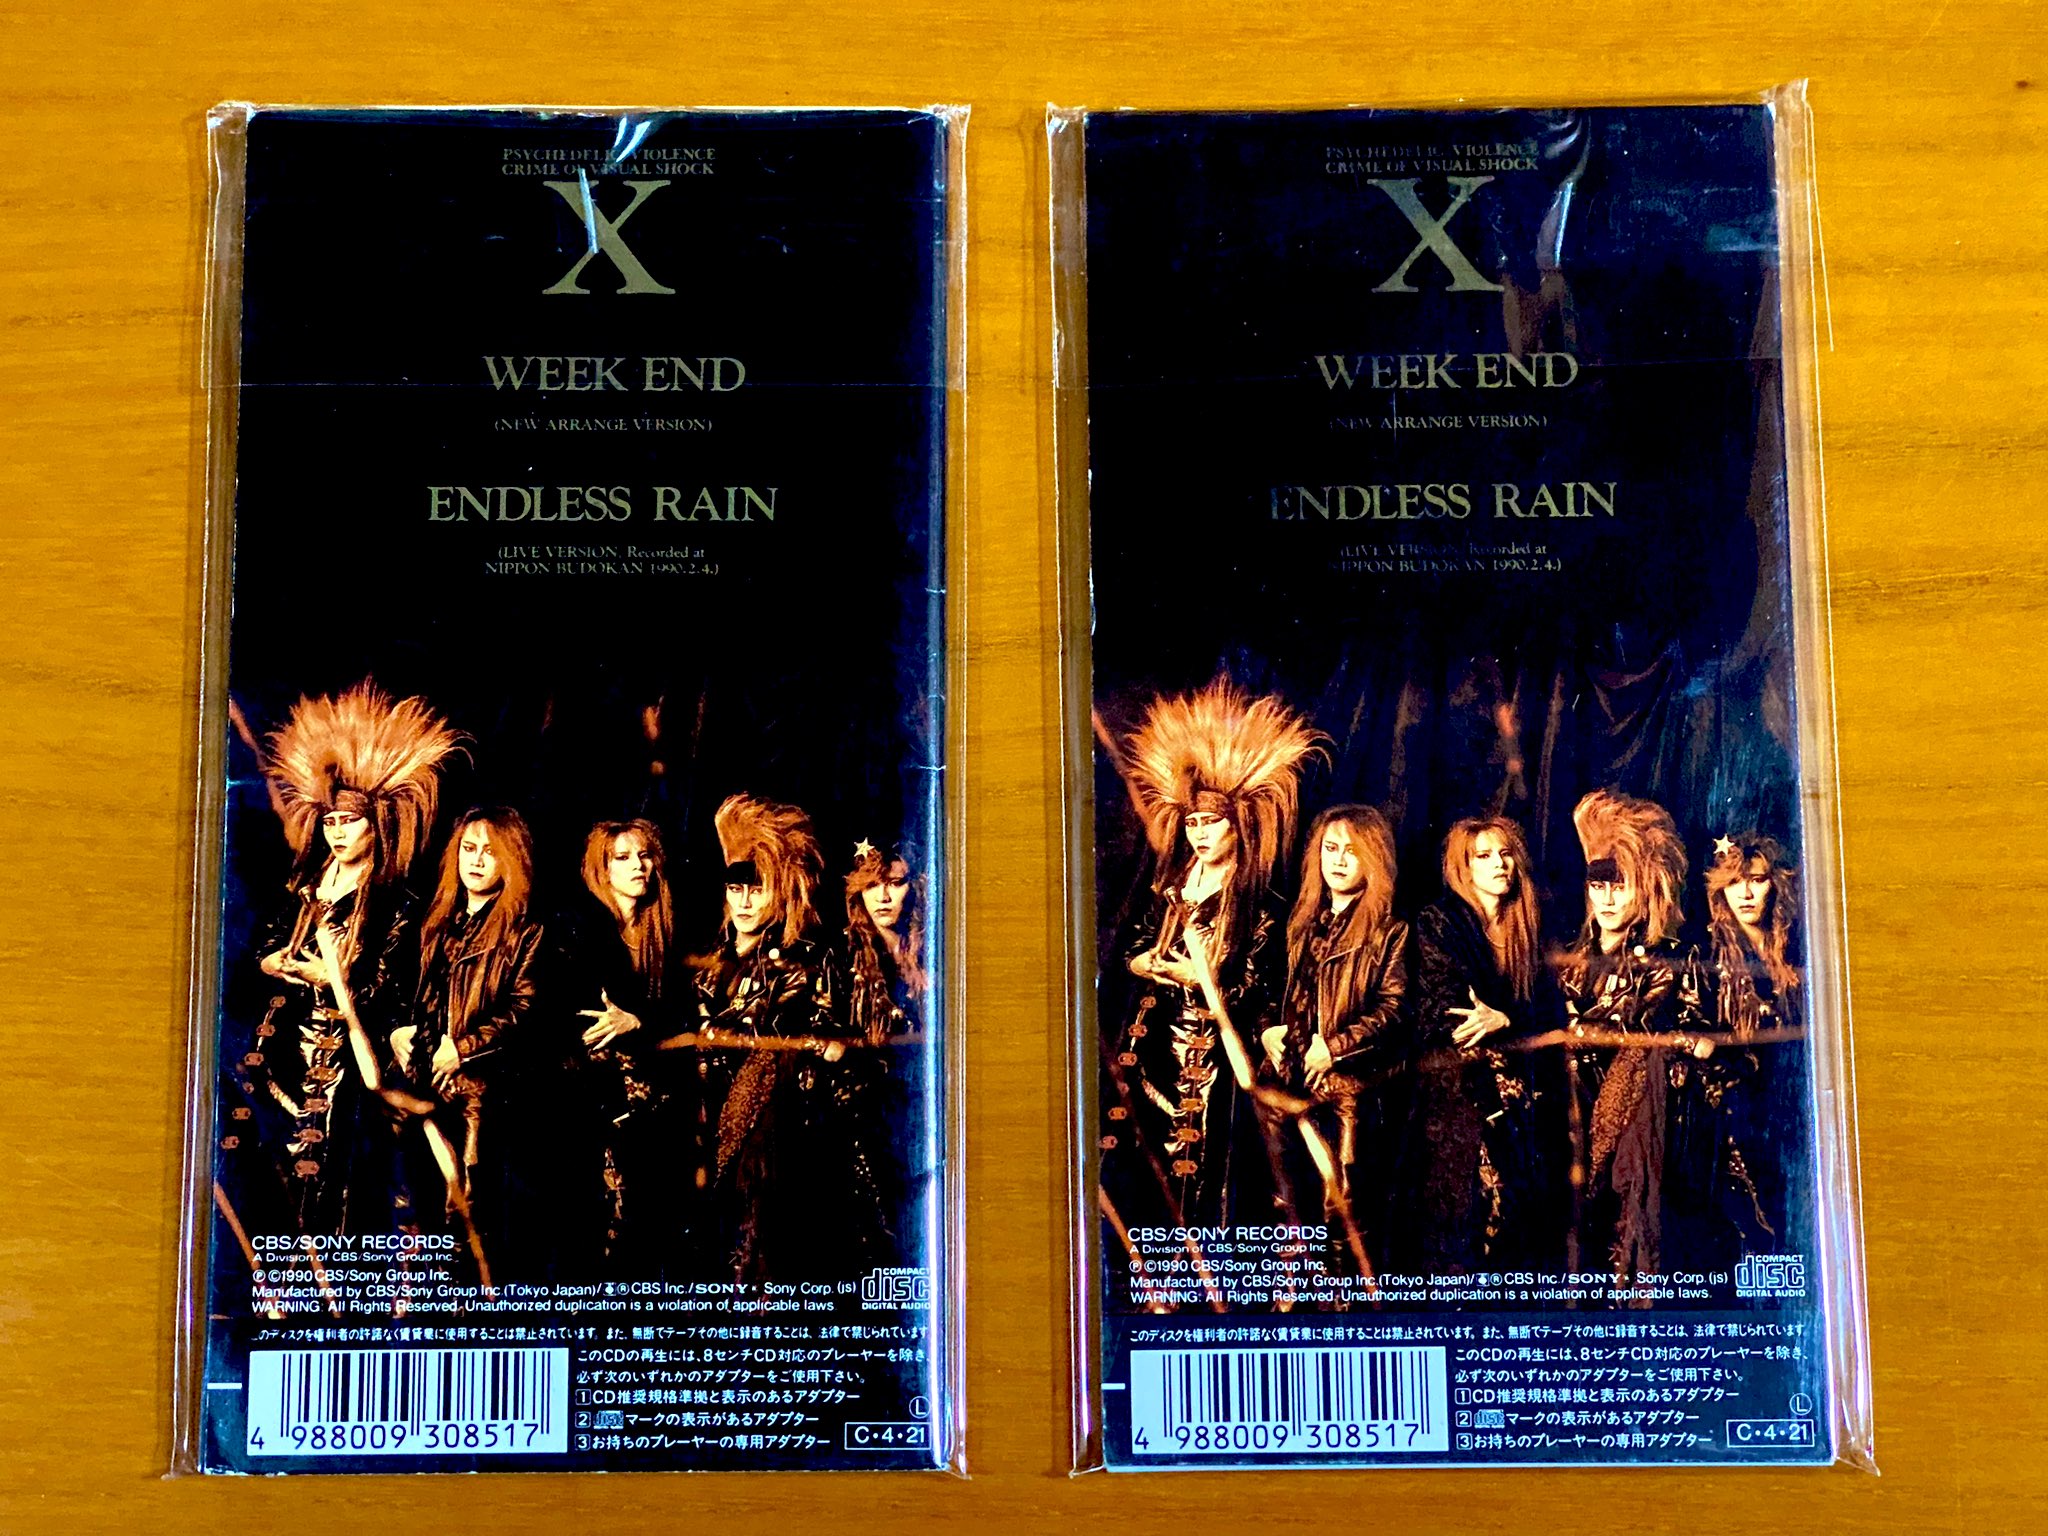 PSYCHEDELIC VIOLENCE
CRIME OF VISUAL SHOCK
X
WEEK END
(NEW ARRANGE VERSION)
ENDLESS RAIN
(LIVE VERSION, Recorded at
NIPPON BUDOKAN 1990.2.4.)
CBS/SONY RECORDS
A Division of CBS/Sony Group Inc.
Ⓟ©1990 CBS/Sony Group Inc.
Manufactured by CBS/Sony Group Inc.(Tokyo Japan)/®CBS Inc./SONY® Sony Corp. (js)
WARNING: All Rights Reserved. Unauthorized duplication is a violation of applicable laws.
COMPACT
disc
DIGITAL AUDIO
このディスクを権利者の許諾なく賃貸業に使用することは禁止されています。また、無断でテープその他に録音することは、法律で禁じられています
このCDの再生には、8センチCD対応のプレーヤーを除き、
必ず次のいずれかのアダプターをご使用下さい。
1 CD推奨規格準拠と表示のあるアダプター
2 disc マークの表示があるアダプター
3 お持ちのプレーヤーの専用アダプター
Ⓛ
C・4・21
4 988009 308517
PSYCHEDELIC VIOLENCE
CRIME OF VISUAL SHOCK
X
WEEK END
(NEW ARRANGE VERSION)
ENDLESS RAIN
(LIVE VERSION, Recorded at
NIPPON BUDOKAN 1990.2.4.)
CBS/SONY RECORDS
A Division of CBS/Sony Group Inc.
Ⓟ©1990 CBS/Sony Group Inc.
Manufactured by CBS/Sony Group Inc.(Tokyo Japan)/®CBS Inc./SONY® Sony Corp. (js)
WARNING: All Rights Reserved. Unauthorized duplication is a violation of applicable laws.
COMPACT
disc
DIGITAL AUDIO
このディスクを権利者の許諾なく賃貸業に使用することは禁止されています。また、無断でテープその他に録音することは、法律で禁じられています
このCDの再生には、8センチCD対応のプレーヤーを除き、
必ず次のいずれかのアダプターをご使用下さい。
1 CD推奨規格準拠と表示のあるアダプター
2 disc マークの表示があるアダプター
3 お持ちのプレーヤーの専用アダプター
Ⓛ
C・4・21
4 988009 308517